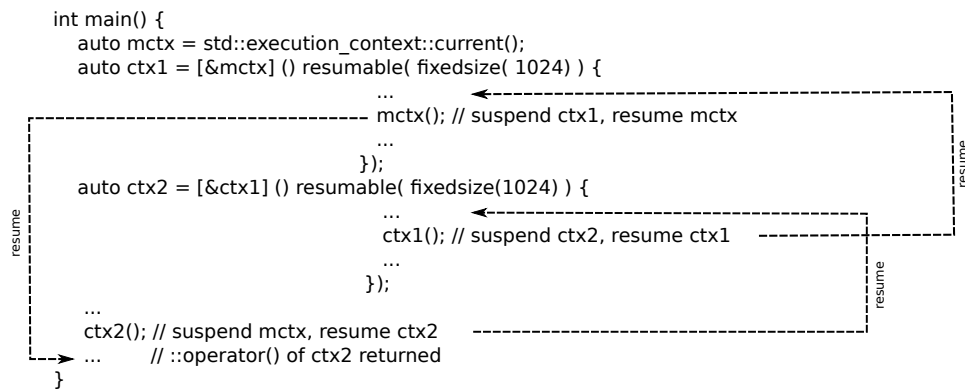 int main() {
auto mctx = std::execution_context::current();
auto ctx1 = [&mctx] () resumable( fixedsize( 1024) ) {
...
mctx(); // suspend ctx1, resume mctx
...
});
auto ctx2 = [&ctx1] () resumable( fixedsize(1024) ) {
...
ctx1(); // suspend ctx2, resume ctx1
...
});
...
ctx2(); // suspend mctx, resume ctx2
... // ::operator() of ctx2 returned
}
resume
resume
resume